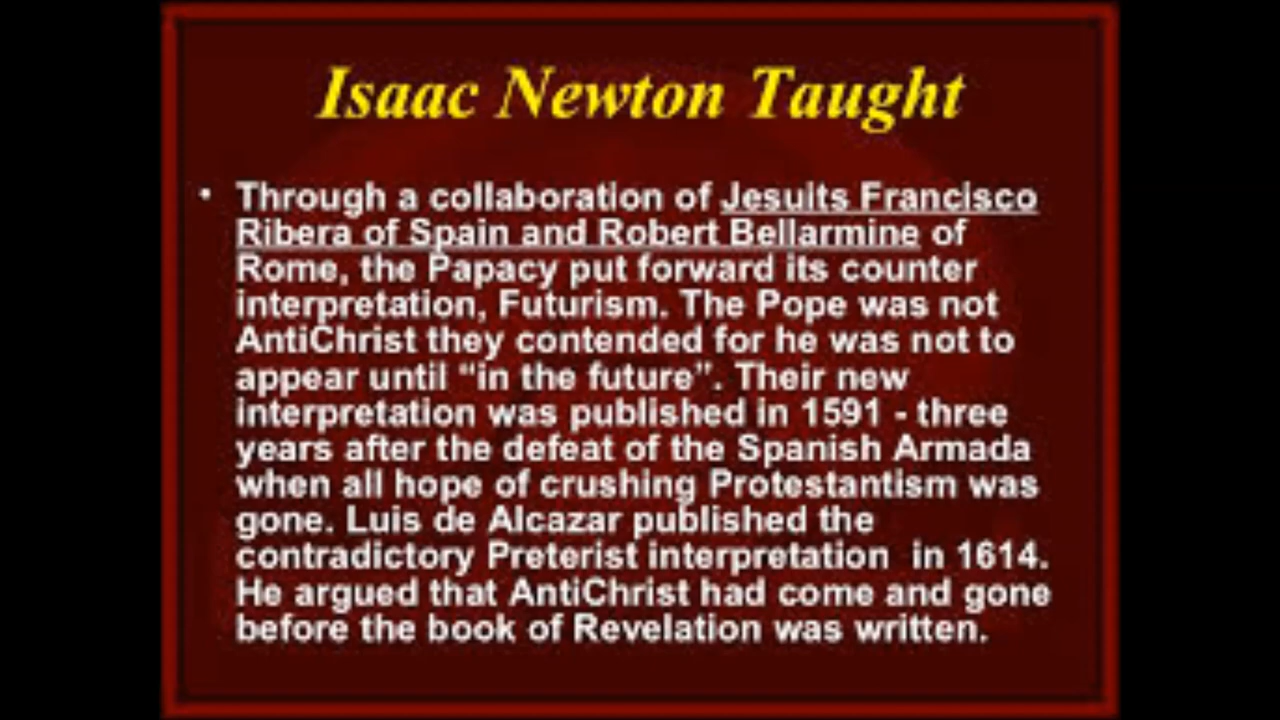 Isaac Newton Taught
• Through a collaboration of Jesuits Francisco
Ribera of Spain and Robert Bellarmine of
Rome, the Papacy put forward its counter
interpretation, Futurism. The Pope was not
AntiChrist they contended for he was not to
appear until “in the future”. Their new
interpretation was published in 1591 - three
years after the defeat of the Spanish Armada
when all hope of crushing Protestantism was
gone. Luis de Alcazar published the
contradictory Preterist interpretation in 1614.
He argued that AntiChrist had come and gone
before the book of Revelation was written.